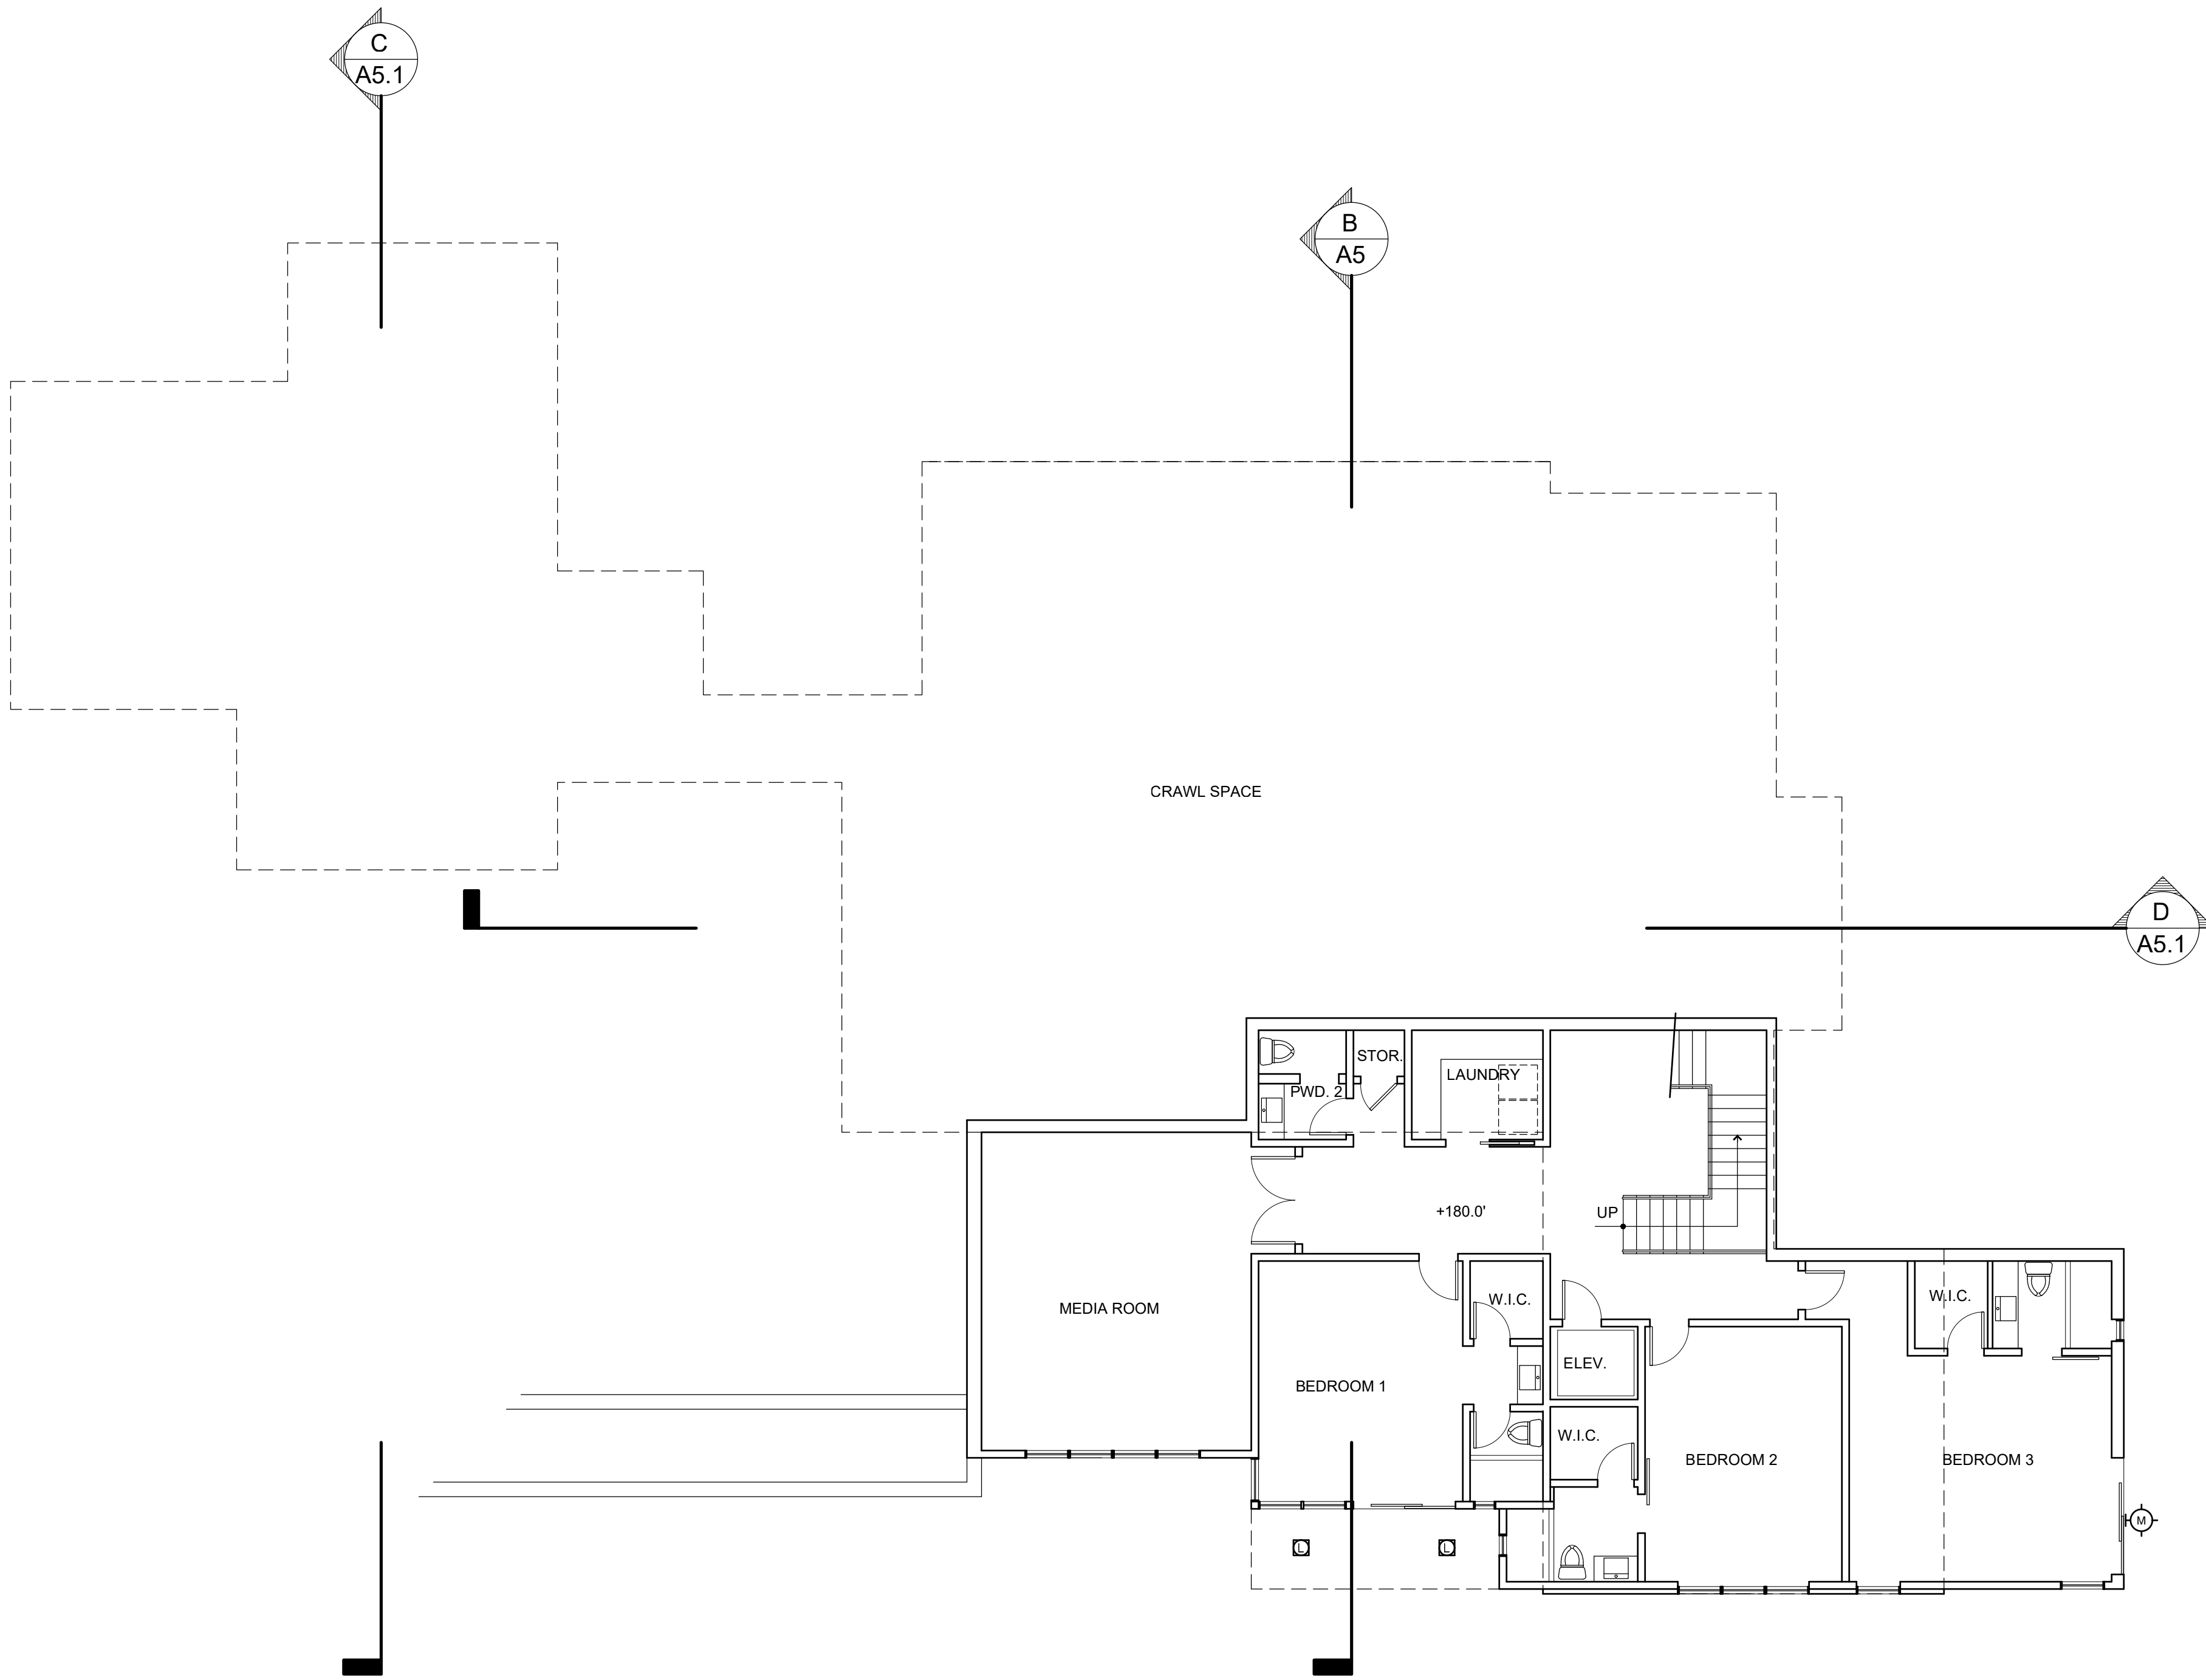 C
A5.1
B
A5
CRAWL SPACE
D
A5.1
STOR.
LAUNDRY
PWD. 2
+180.0'
UP
MEDIA ROOM
W.I.C.
W.I.C.
ELEV.
BEDROOM 1
W.I.C.
BEDROOM 2
BEDROOM 3
M
L
L